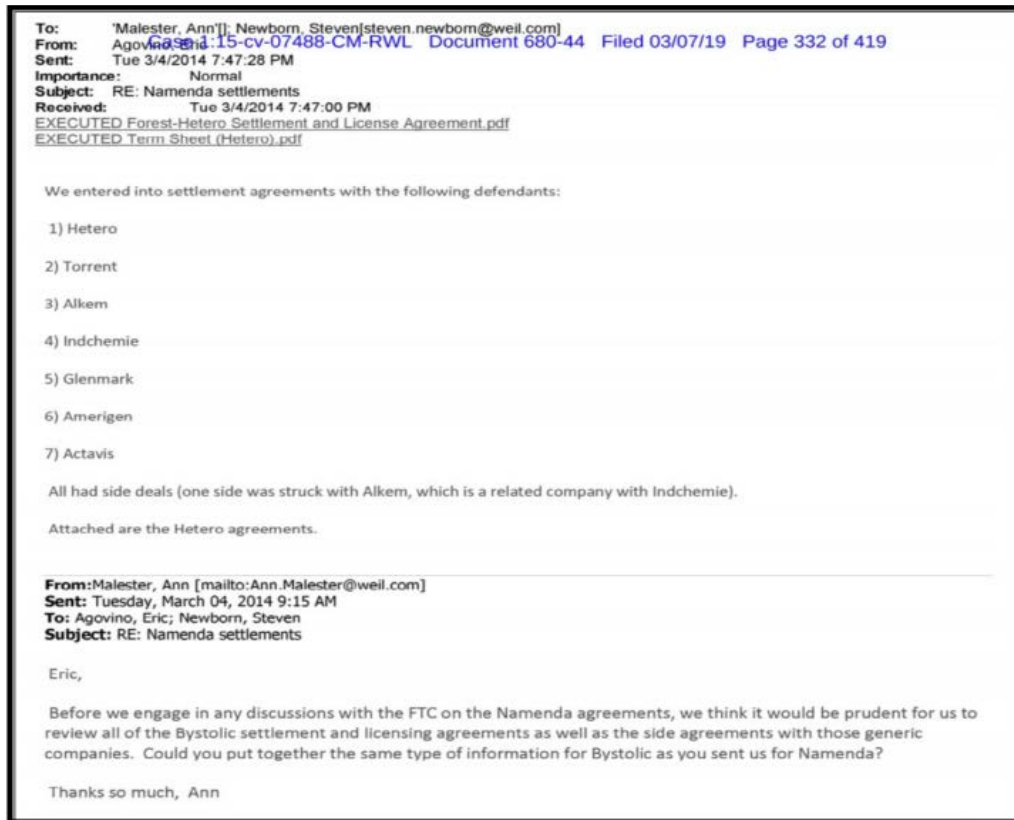 To: 'Malester, Ann'[]; Newborn, Steven[steven.newborn@weil.com]
From: Agovino, Eric
Case 1:15-cv-07488-CM-RWL Document 680-44 Filed 03/07/19 Page 332 of 419
Sent: Tue 3/4/2014 7:47:28 PM
Importance: Normal
Subject: RE: Namenda settlements
Received: Tue 3/4/2014 7:47:00 PM
EXECUTED Forest-Hetero Settlement and License Agreement.pdf
EXECUTED Term Sheet (Hetero).pdf
We entered into settlement agreements with the following defendants:
1) Hetero
2) Torrent
3) Alkem
4) Indchemie
5) Glenmark
6) Amerigen
7) Actavis
All had side deals (one side was struck with Alkem, which is a related company with Indchemie).
Attached are the Hetero agreements.
From:Malester, Ann [mailto:Ann.Malester@weil.com]
Sent: Tuesday, March 04, 2014 9:15 AM
To: Agovino, Eric; Newborn, Steven
Subject: RE: Namenda settlements
Eric,
Before we engage in any discussions with the FTC on the Namenda agreements, we think it would be prudent for us to
review all of the Bystolic settlement and licensing agreements as well as the side agreements with those generic
companies. Could you put together the same type of information for Bystolic as you sent us for Namenda?
Thanks so much, Ann